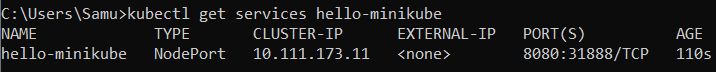 C:\Users\Samu>kubectl get services hello-minikube
NAME TYPE CLUSTER-IP EXTERNAL-IP PORT(S) AGE
hello-minikube NodePort 10.111.173.11 <none> 8080:31888/TCP 110s